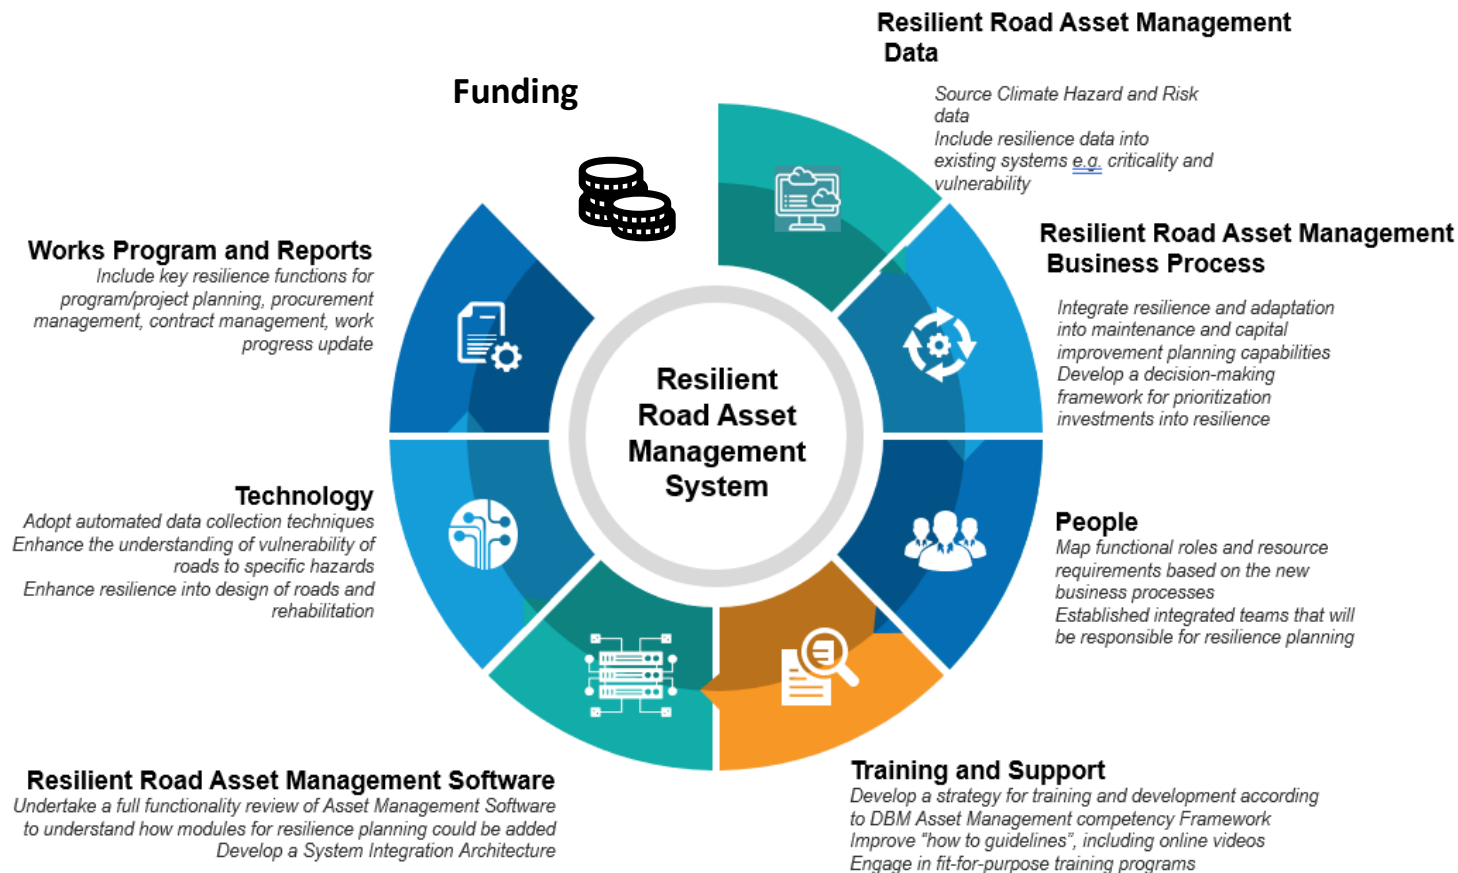 Resilient Road Asset Management
Data
Source Climate Hazard and Risk
data
Include resilience data into
existing systems e.g. criticality and
vulnerability
Funding
Resilient Road Asset Management
Business Process
Integrate resilience and adaptation
into maintenance and capital
improvement planning capabilities
Develop a decision-making
framework for prioritization
investments into resilience
People
Map functional roles and resource
requirements based on the new
business processes
Established integrated teams that will
be responsible for resilience planning
Training and Support
Develop a strategy for training and development according
to DBM Asset Management competency Framework
Improve "how to guidelines", including online videos
Engage in fit-for-purpose training programs
Resilient Road Asset Management Software
Undertake a full functionality review of Asset Management Software
to understand how modules for resilience planning could be added
Develop a System Integration Architecture
Technology
Adopt automated data collection techniques
Enhance the understanding of vulnerability of
roads to specific hazards
Enhance resilience into design of roads and
rehabilitation
Works Program and Reports
Include key resilience functions for
program/project planning, procurement
management, contract management, work
progress update
Resilient
Road Asset
Management
System